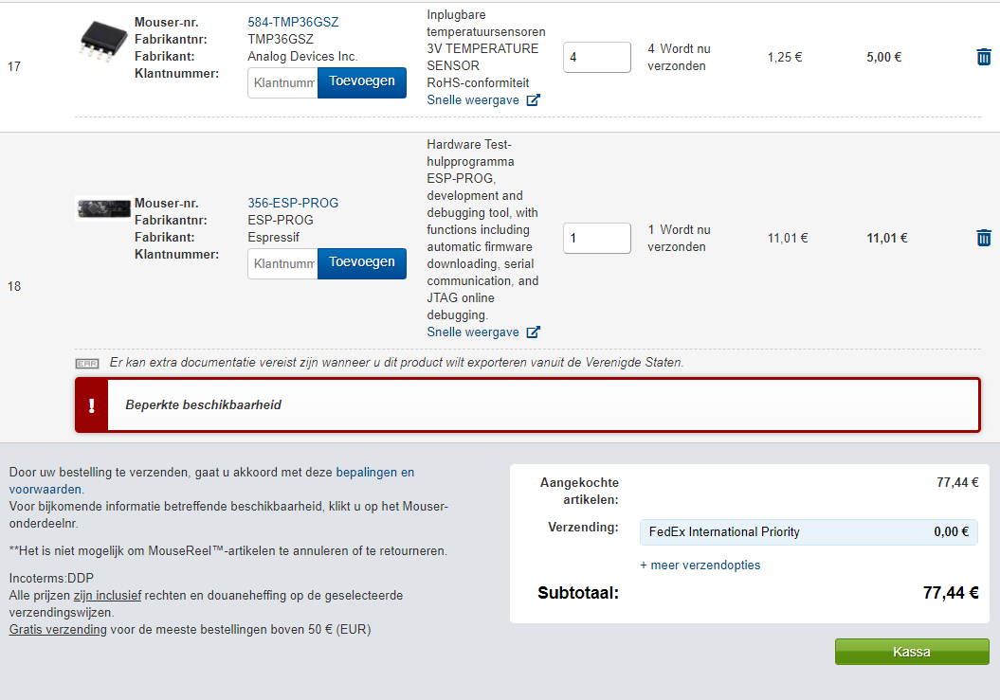 17
Mouser-nr.
584-TMP36GSZ
Fabrikantnr:
TMP36GSZ
Fabrikant:
Analog Devices Inc.
Klantnummer:
Klantnumm
Toevoegen
Inplugbare
temperatuursensoren
3V TEMPERATURE
SENSOR
RoHS-conformiteit
Snelle weergave
4
4 Wordt nu
verzonden
1,25 €
5,00 €
18
Mouser-nr.
356-ESP-PROG
Fabrikantnr:
ESP-PROG
Fabrikant:
Espressif
Klantnummer:
Klantnumm
Toevoegen
Hardware Test-
hulpprogramma
ESP-PROG,
development and
debugging tool, with
functions including
automatic firmware
downloading, serial
communication, and
JTAG online
debugging.
Snelle weergave
1
1 Wordt nu
verzonden
11,01 €
11,01 €
EAR Er kan extra documentatie vereist zijn wanneer u dit product wilt exporteren vanuit de Verenigde Staten.
! Beperkte beschikbaarheid
Door uw bestelling te verzenden, gaat u akkoord met deze bepalingen en
voorwaarden.
Voor bijkomende informatie betreffende beschikbaarheid, klikt u op het Mouser-
onderdeelnr.
**Het is niet mogelijk om MouseReel™-artikelen te annuleren of te retourneren.
Incoterms:DDP
Alle prijzen zijn inclusief rechten en douaneheffing op de geselecteerde
verzendingswijzen.
Gratis verzending voor de meeste bestellingen boven 50 € (EUR)
Aangekochte
artikelen:
77,44 €
Verzending:
FedEx International Priority 0,00 €
+ meer verzendopties
Subtotaal: 77,44 €
Kassa